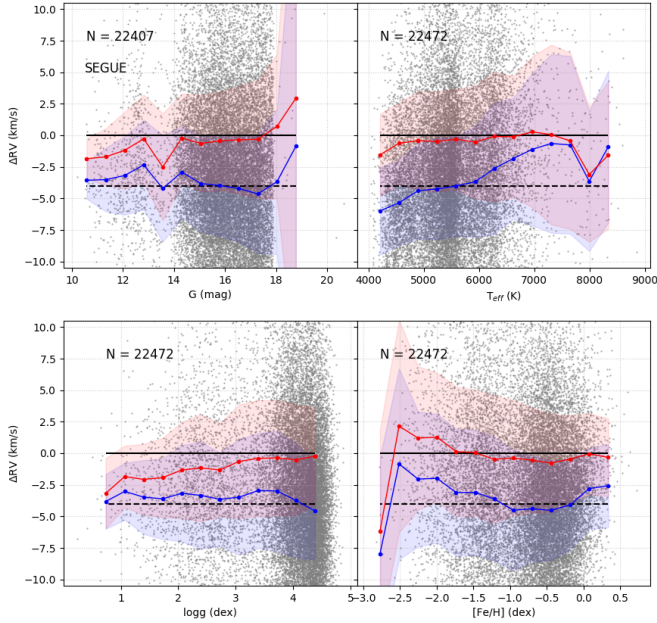 10.0
7.5
5.0
2.5
0.0
−2.5
−5.0
−7.5
−10.0
ΔRV (km/s)
N = 22407
SEGUE
N = 22472
10 12 14 16 18 20
4000 5000 6000 7000 8000 9000
G (mag)
T_eff (K)
10.0
7.5
5.0
2.5
0.0
−2.5
−5.0
−7.5
−10.0
ΔRV (km/s)
N = 22472
N = 22472
1 2 3 4 5
−3.0 −2.5 −2.0 −1.5 −1.0 −0.5 0.0 0.5
logg (dex)
[Fe/H] (dex)